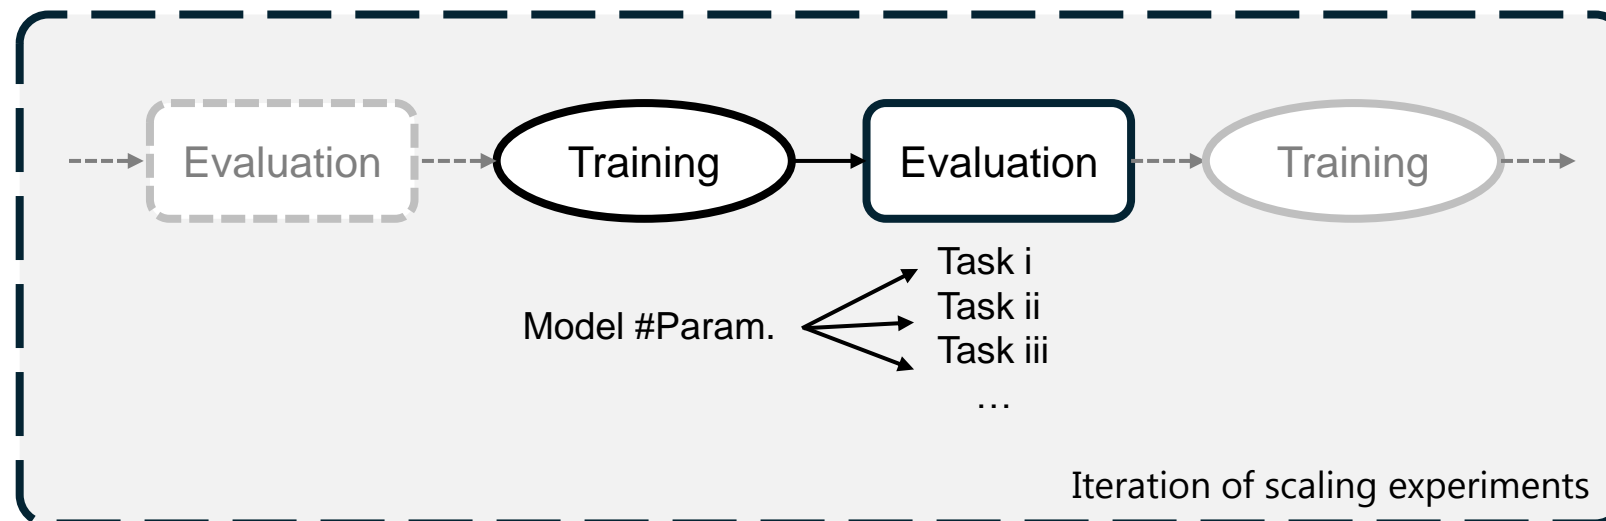 Evaluation
Training
Evaluation
Training
Model #Param.
Task i
Task ii
Task iii
…
Iteration of scaling experiments